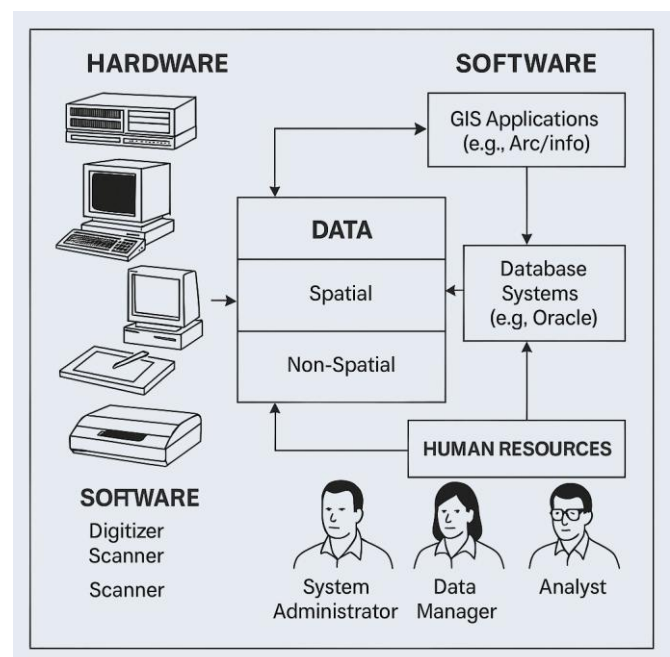 HARDWARE
SOFTWARE
GIS Applications
(e.g., Arc/info)
DATA
Spatial
Non-Spatial
Database
Systems
(e.g, Oracle)
HUMAN RESOURCES
SOFTWARE
Digitizer
Scanner
Scanner
System
Administrator
Data
Manager
Analyst